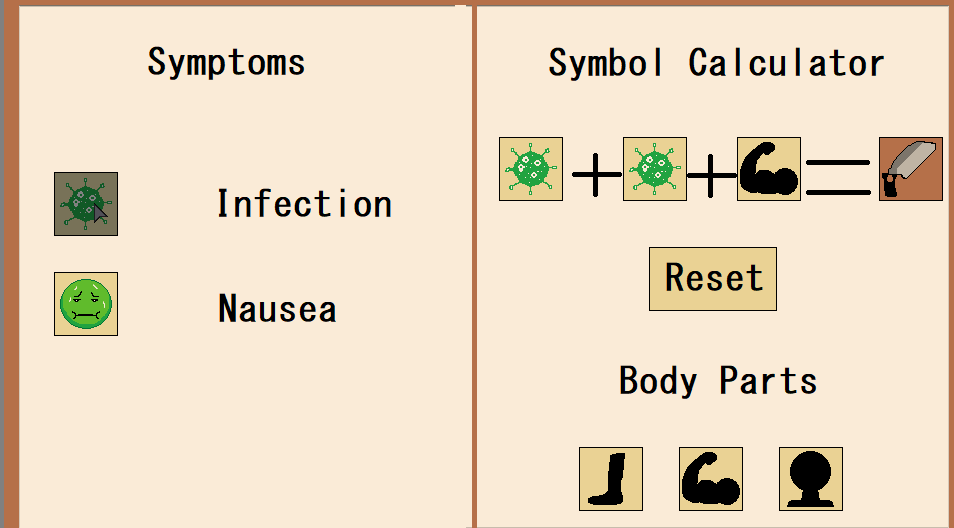 Symptoms
Infection
Nausea
Symbol Calculator
Reset
Body Parts